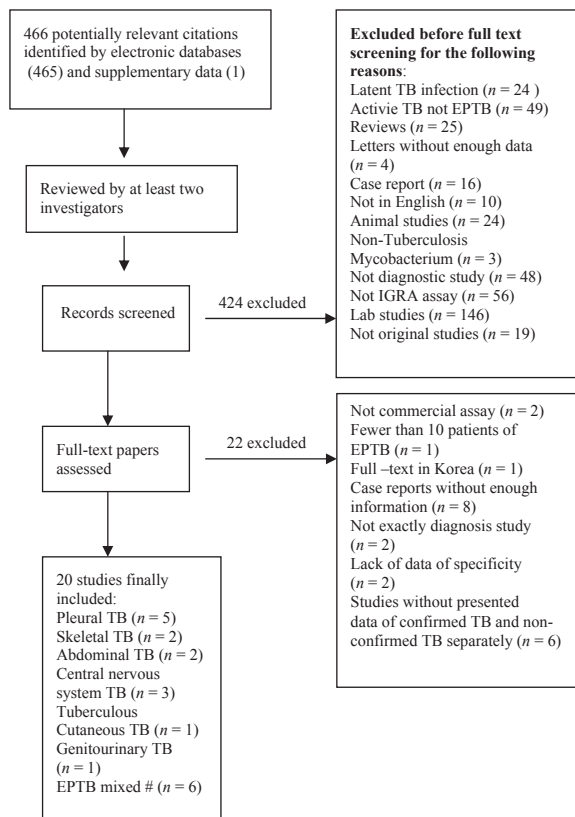 466 potentially relevant citations
identified by electronic databases
(465) and supplementary data (1)
Reviewed by at least two
investigators
Records screened
424 excluded
Excluded before full text
screening for the following
reasons:
Latent TB infection (n = 24 )
Activie TB not EPTB (n = 49)
Reviews (n = 25)
Letters without enough data
(n = 4)
Case report (n = 16)
Not in English (n = 10)
Animal studies (n = 24)
Non-Tuberculosis
Mycobacterium (n = 3)
Not diagnostic study (n = 48)
Not IGRA assay (n = 56)
Lab studies (n = 146)
Not original studies (n = 19)
Full-text papers
assessed
22 excluded
Not commercial assay (n = 2)
Fewer than 10 patients of
EPTB (n = 1)
Full –text in Korea (n = 1)
Case reports without enough
information (n = 8)
Not exactly diagnosis study
(n = 2)
Lack of data of specificity
(n = 2)
Studies without presented
data of confirmed TB and non-
confirmed TB separately (n = 6)
20 studies finally
included:
Pleural TB (n = 5)
Skeletal TB (n = 2)
Abdominal TB (n = 2)
Central nervous
system TB (n = 3)
Tuberculous
Cutaneous TB (n = 1)
Genitourinary TB
(n = 1)
EPTB mixed # (n = 6)